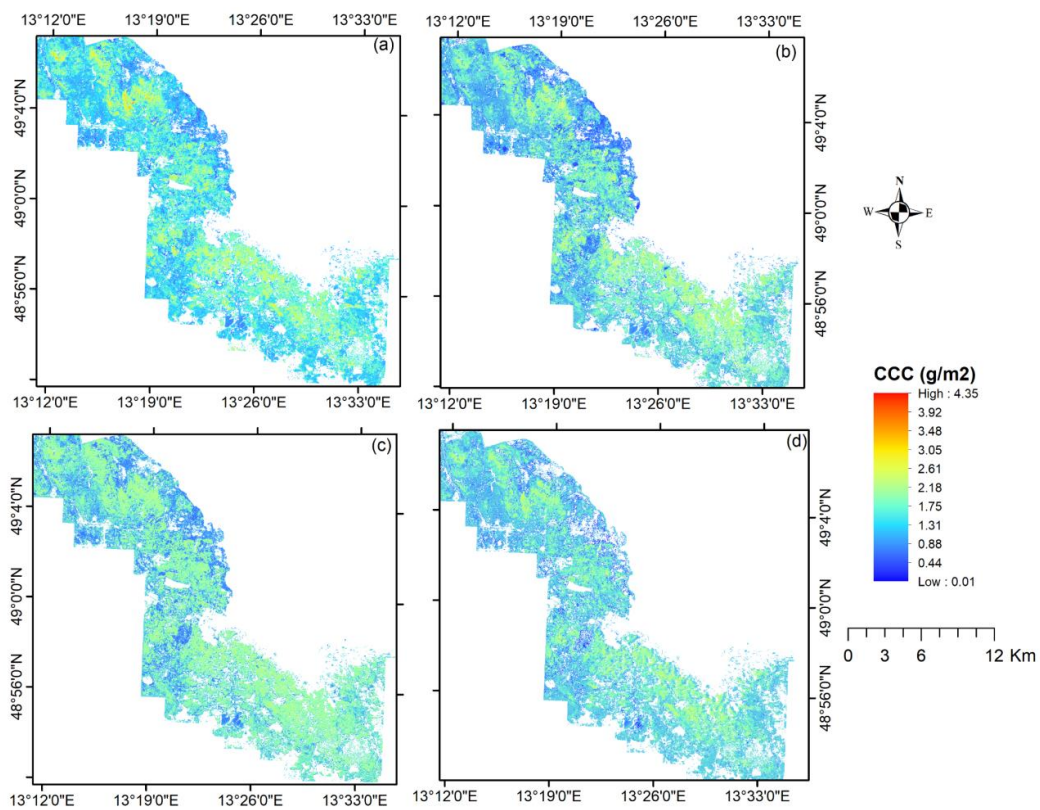 13°12'0"E 13°19'0"E 13°26'0"E 13°33'0"E
13°12'0"E 13°19'0"E 13°26'0"E 13°33'0"E
(a)
(b)
49°4'0"N
49°0'0"N
48°56'0"N
49°4'0"N
49°0'0"N
48°56'0"N
N
W E
S
13°12'0"E 13°19'0"E 13°26'0"E 13°33'0"E
13°12'0"E 13°19'0"E 13°26'0"E 13°33'0"E
CCC (g/m2)
High : 4.35
3.92
3.48
3.05
2.61
2.18
1.75
1.31
0.88
0.44
Low : 0.01
(c)
(d)
49°4'0"N
49°0'0"N
48°56'0"N
49°4'0"N
49°0'0"N
48°56'0"N
0 3 6 12 Km
13°12'0"E 13°19'0"E 13°26'0"E 13°33'0"E
13°12'0"E 13°19'0"E 13°26'0"E 13°33'0"E